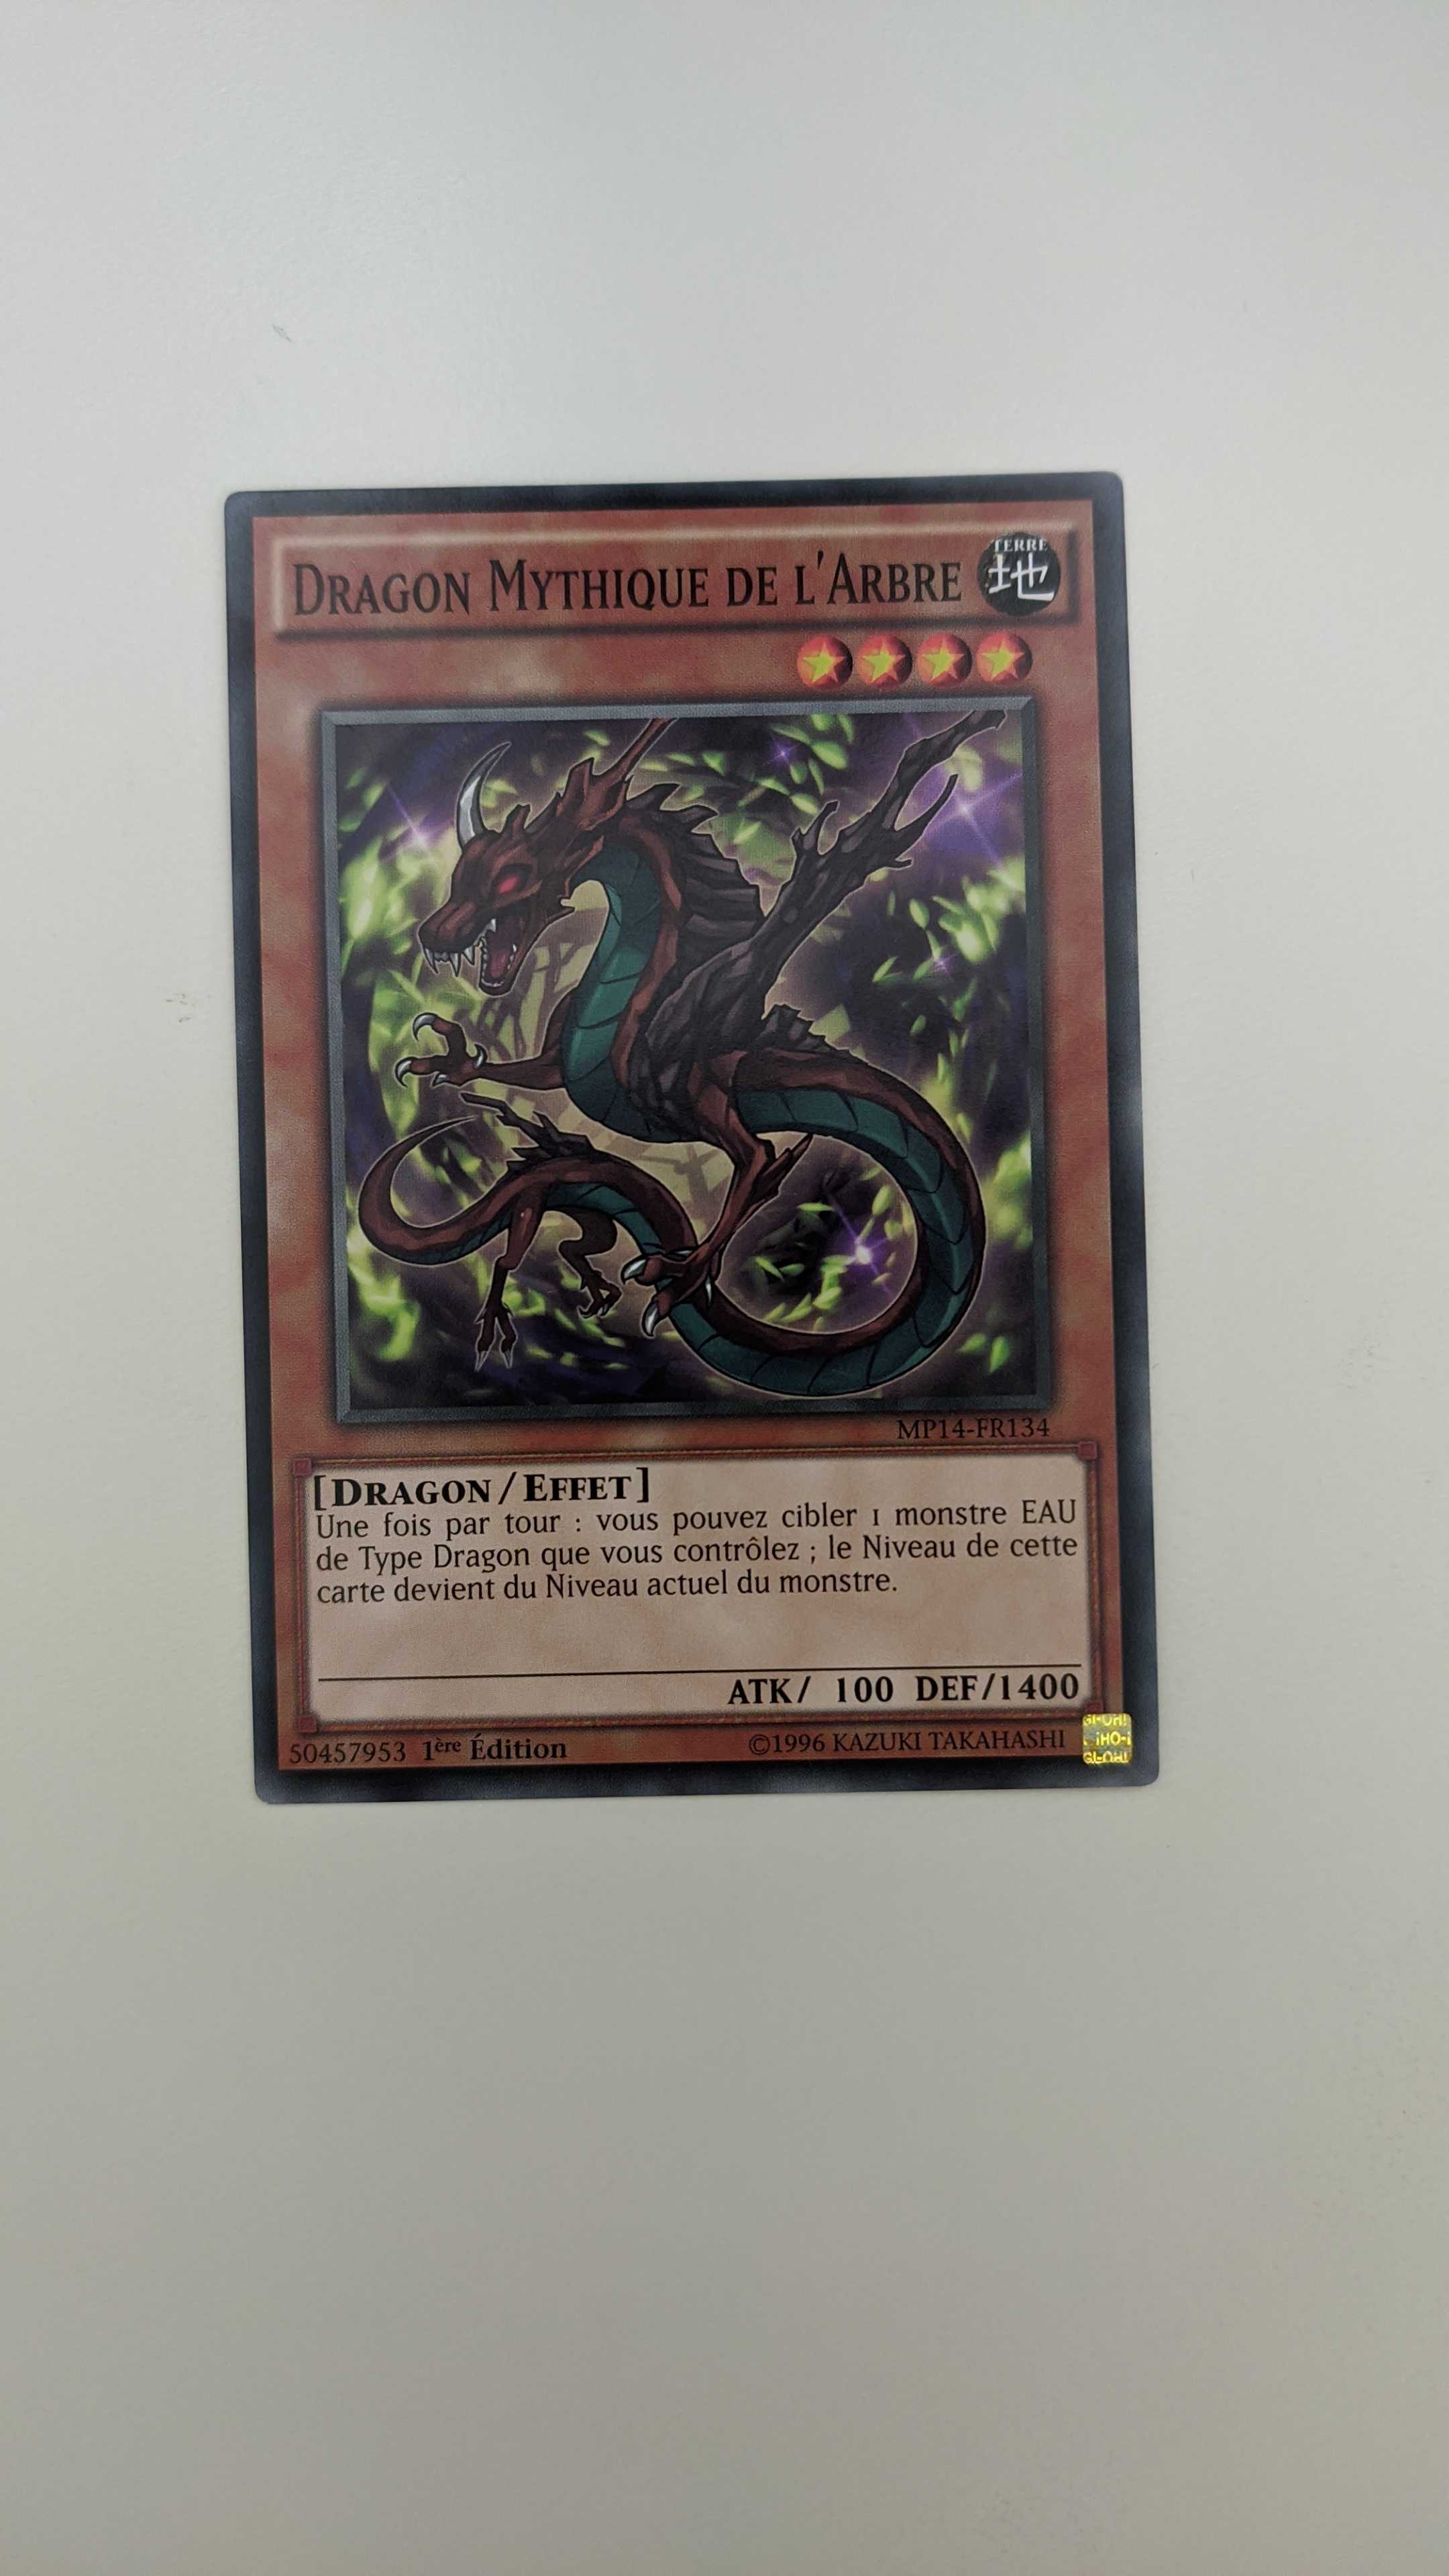 DRAGON MYTHIQUE DE L'ARBRE
TERRE
地
MP14-FR134
[DRAGON/EFFET]
Une fois par tour : vous pouvez cibler 1 monstre EAU
de Type Dragon que vous contrôlez ; le Niveau de cette
carte devient du Niveau actuel du monstre.
ATK/ 100 DEF/1400
50457953 1ère Édition
©1996 KAZUKI TAKAHASHI